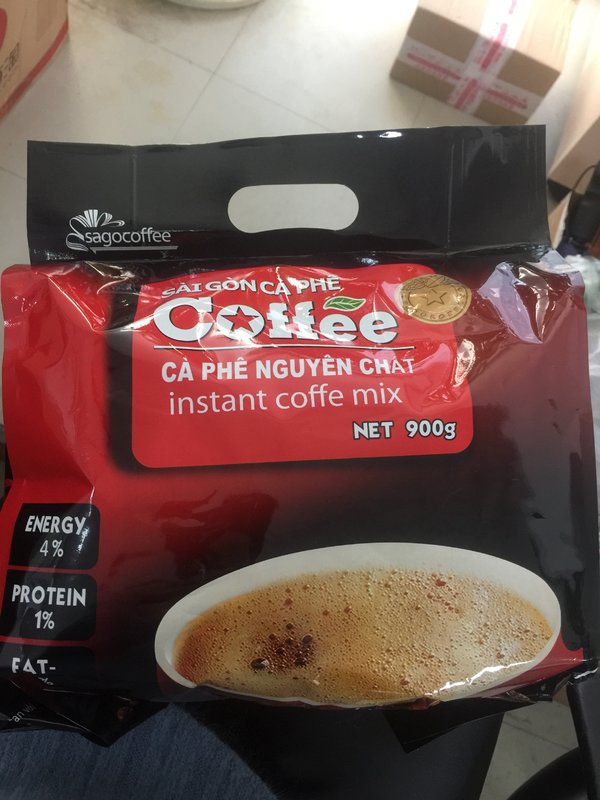 sagocoffee
SÀI GÒN CÀ PHÊ
Coffee
CÀ PHÊ NGUYÊN CHẤT
instant coffe mix
NET 900g
ENERGY
4%
PROTEIN
1%
FAT-